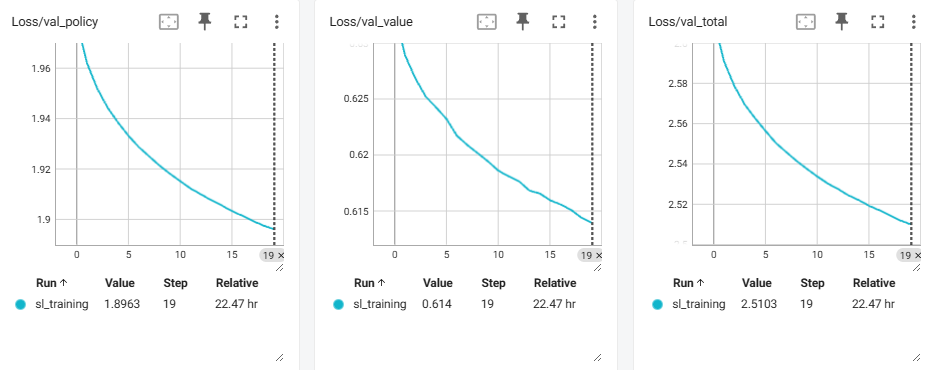 Loss/val_policy
1.96
1.94
1.92
1.9
0 5 10 15 19 ×
Run ↑ Value Step Relative
sl_training 1.8963 19 22.47 hr
Loss/val_value
0.625
0.62
0.615
0 5 10 15 19 ×
Run ↑ Value Step Relative
sl_training 0.614 19 22.47 hr
Loss/val_total
2.58
2.56
2.54
2.52
0 5 10 15 19 ×
Run ↑ Value Step Relative
sl_training 2.5103 19 22.47 hr